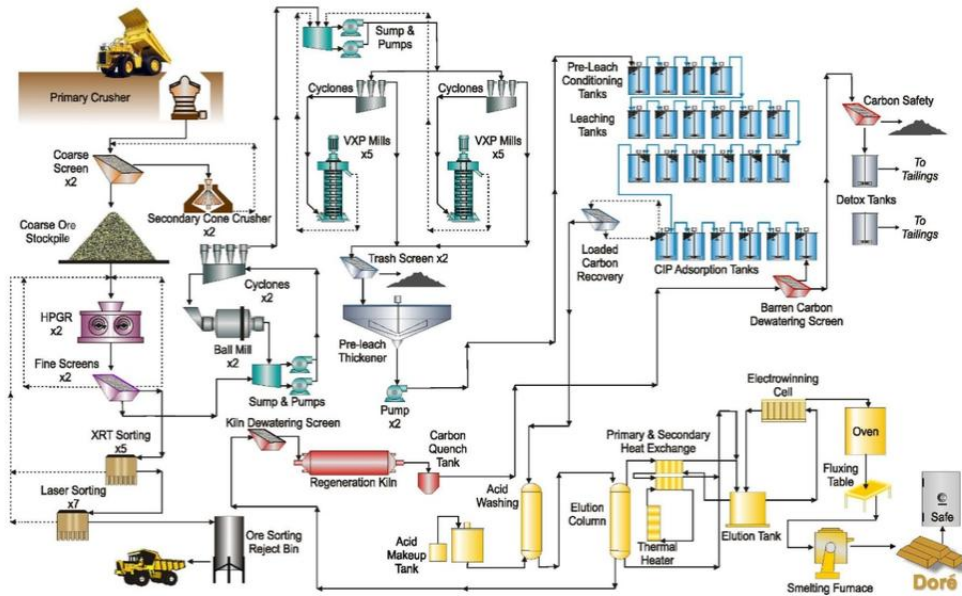 Primary Crusher
Coarse
Screen
x2
Secondary Cone Crusher
x2
Coarse Ore
Stockpile
HPGR
x2
Fine Screens
x2
XRT Sorting
x5
Laser Sorting
x7
Ore Sorting
Reject Bin
Cyclones
x2
Ball Mill
x2
Sump & Pumps
Sump &
Pumps
Cyclones
Cyclones
VXP Mills
x5
VXP Mills
x5
Trash Screen x2
Pre-leach
Thickener
Pump
x2
Pre-Leach
Conditioning
Tanks
Leaching
Tanks
Loaded
Carbon
Recovery
CIP Adsorption Tanks
Carbon Safety
To
Tailings
Detox Tanks
To
Tailings
Barren Carbon
Dewatering Screen
Kiln Dewatering Screen
Regeneration Kiln
Carbon
Quench
Tank
Acid
Washing
Acid
Makeup
Tank
Elution
Column
Primary & Secondary
Heat Exchange
Thermal
Heater
Electrowinning
Cell
Elution Tank
Oven
Fluxing
Table
Smelting Furnace
Safe
Doré